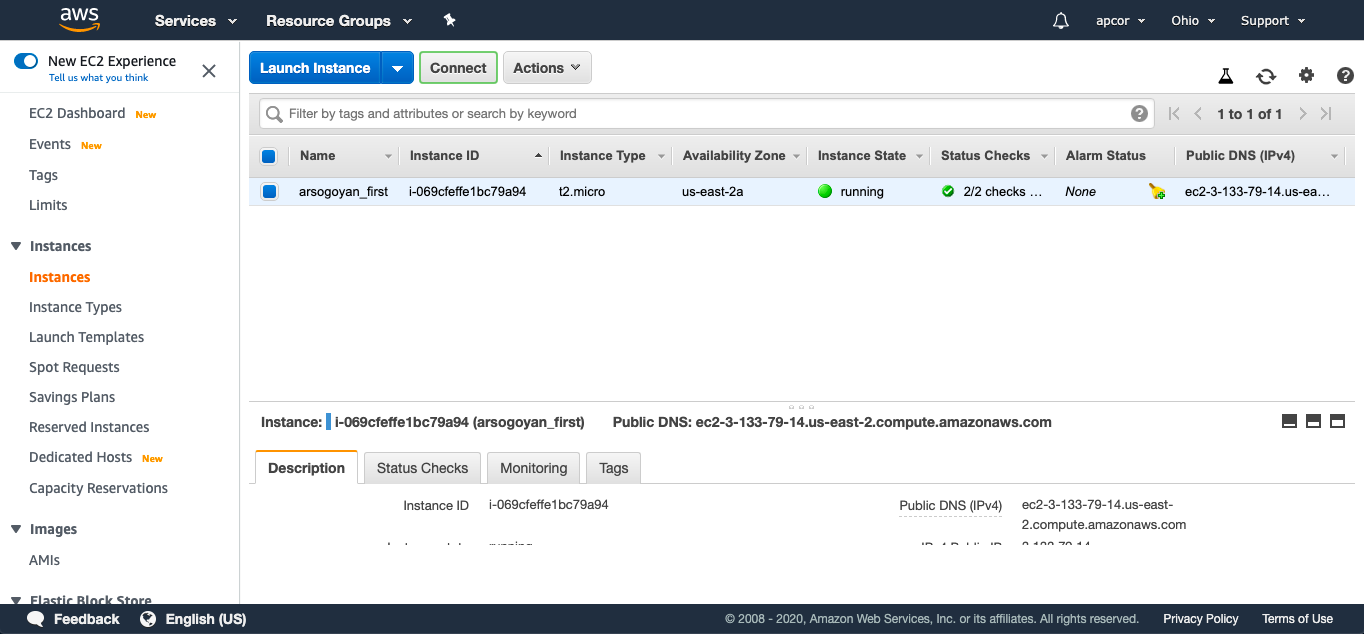 aws Services Resource Groups apcor Ohio Support
New EC2 Experience
Tell us what you think
EC2 Dashboard New
Events New
Tags
Limits
Instances
Instances
Instance Types
Launch Templates
Spot Requests
Savings Plans
Reserved Instances
Dedicated Hosts New
Capacity Reservations
Images
AMIs
Elastic Block Store
Launch Instance Connect Actions
Filter by tags and attributes or search by keyword 1 to 1 of 1
Name Instance ID Instance Type Availability Zone Instance State Status Checks Alarm Status Public DNS (IPv4)
arsogoyan_first i-069cfeffe1bc79a94 t2.micro us-east-2a running 2/2 checks ... None ec2-3-133-79-14.us-ea...
Instance: i-069cfeffe1bc79a94 (arsogoyan_first) Public DNS: ec2-3-133-79-14.us-east-2.compute.amazonaws.com
Description Status Checks Monitoring Tags
Instance ID i-069cfeffe1bc79a94 Public DNS (IPv4) ec2-3-133-79-14.us-east-
2.compute.amazonaws.com
running IPv4 Public IP 3.133.79.14
Feedback English (US) © 2008 - 2020, Amazon Web Services, Inc. or its affiliates. All rights reserved. Privacy Policy Terms of Use